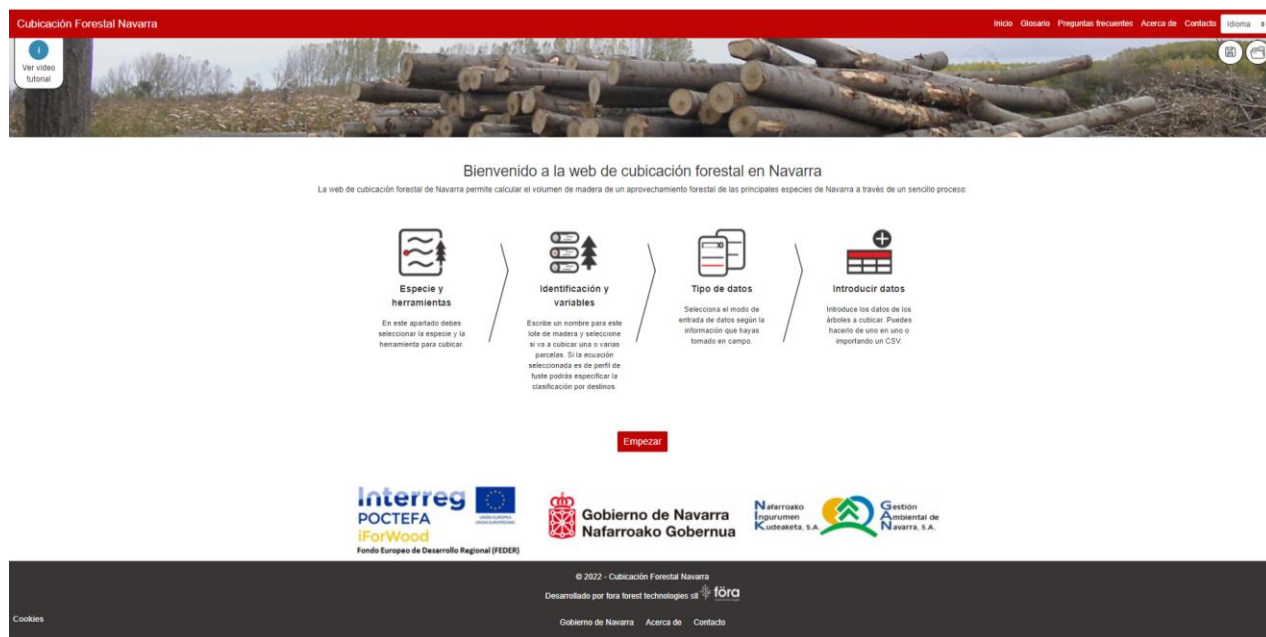 Cubicación Forestal Navarra
Inicio Glosario Preguntas frecuentes Acerca de Contacto Idioma
i
Ver video
tutorial
Bienvenido a la web de cubicación forestal en Navarra
La web de cubicación forestal de Navarra permite calcular el volumen de madera de un aprovechamiento forestal de las principales especies de Navarra a través de un sencillo proceso:
Especie y
herramientas
En este apartado debes
seleccionar la especie y la
herramienta para cubicar.
Identificación y
variables
Escribe un nombre para este
lote de madera y seleccione
si va a cubicar una o varias
parcelas. Si la ecuación
seleccionada es de perfil de
fuste podrás especificar la
clasificación por destinos.
Tipo de datos
Selecciona el modo de
entrada de datos según la
información que hayas
tomado en campo.
Introducir datos
Introduce los datos de los
árboles a cubicar. Puedes
hacerlo de uno en uno o
importando un CSV.
Empezar
Interreg
POCTEFA
iForWood
Fondo Europeo de Desarrollo Regional (FEDER)
Gobierno de Navarra
Nafarroako Gobernua
Nafarroako
Ingurumen
Kudeaketa, S.A.
Gestión
Ambiental de
Navarra, S.A.
© 2022 - Cubicación Forestal Navarra
Desarrollado por fora forest technologies sll föra
Cookies
Gobierno de Navarra Acerca de Contacto